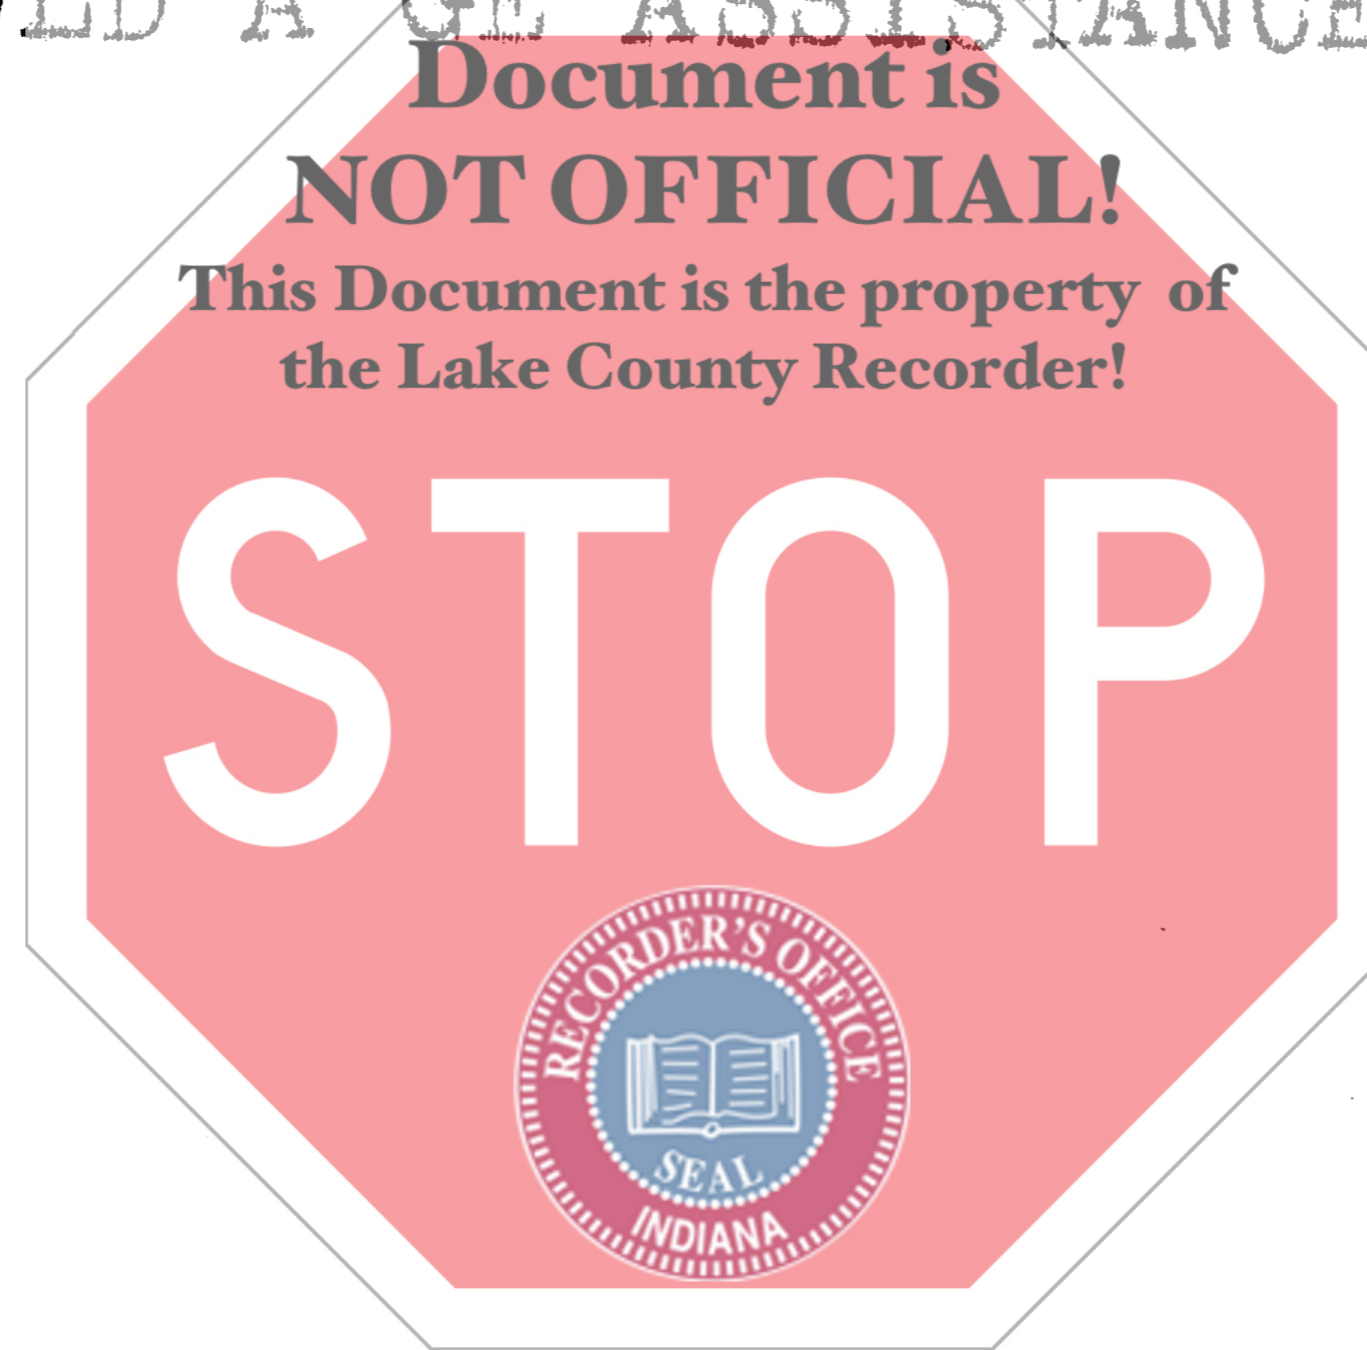 ASSISTANCE
Document is
NOT OFFICIAL!
This Document is the property of
the Lake County Recorder!
STOP
RECORDER'S OFFICE
SEAL
INDIANA